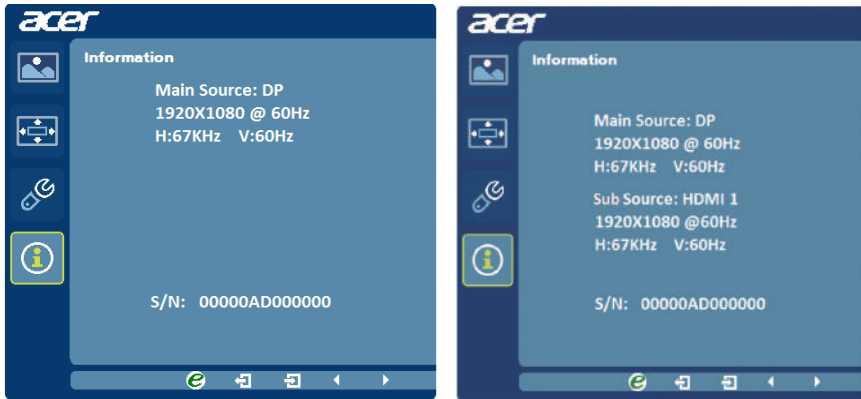 acer
Information
Main Source: DP
1920X1080 @ 60Hz
H:67KHz V:60Hz
S/N: 00000AD000000
acer
Information
Main Source: DP
1920X1080 @ 60Hz
H:67KHz V:60Hz
Sub Source: HDMI 1
1920X1080 @60Hz
H:67KHz V:60Hz
S/N: 00000AD000000